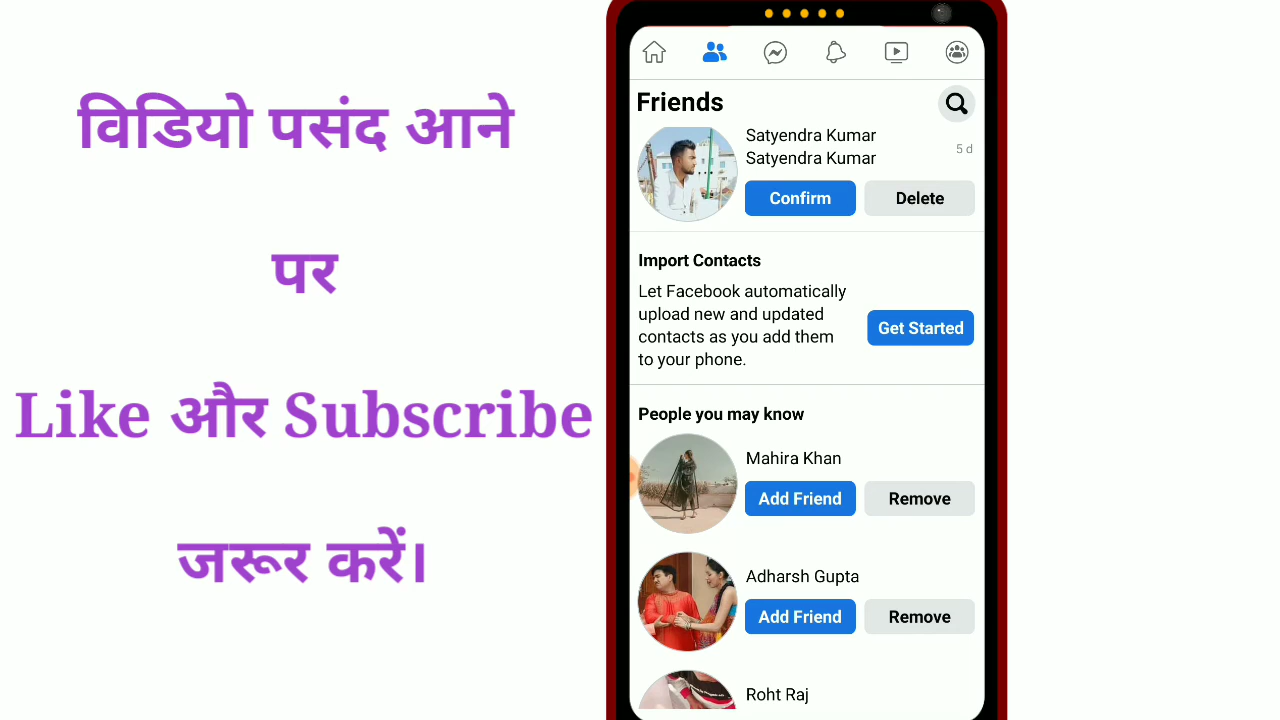 विडियो पसंद आने
पर
Like और Subscribe
जरूर करें।
Friends
Satyendra Kumar
Satyendra Kumar
5 d
Confirm Delete
Import Contacts
Let Facebook automatically
upload new and updated
contacts as you add them
to your phone.
Get Started
People you may know
Mahira Khan
Add Friend Remove
Adharsh Gupta
Add Friend Remove
Roht Raj